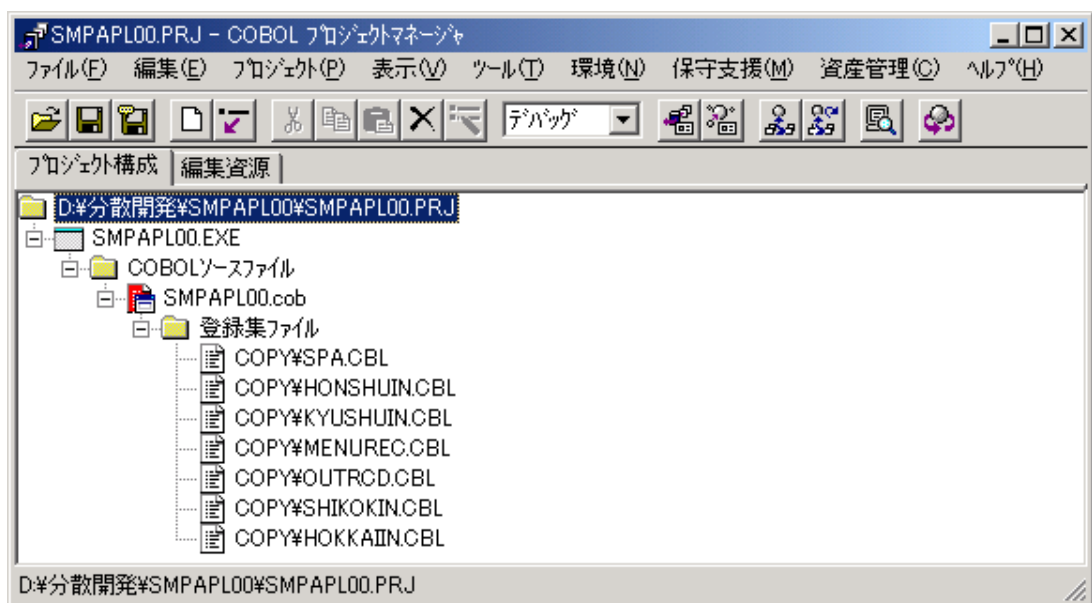 SMPAPL00.PRJ - COBOL ﾌﾟﾛｼﾞｪｸﾄﾏﾈｰｼﾞｬ
ﾌｧｲﾙ(F) 編集(E) ﾌﾟﾛｼﾞｪｸﾄ(P) 表示(V) ﾂｰﾙ(T) 環境(N) 保守支援(M) 資産管理(C) ﾍﾙﾌﾟ(H)
ﾃﾞﾊﾞｯｸﾞ
ﾌﾟﾛｼﾞｪｸﾄ構成 編集資源
D:¥分散開発¥SMPAPL00¥SMPAPL00.PRJ
SMPAPL00.EXE
COBOLｿｰｽﾌｧｲﾙ
SMPAPL00.cob
登録集ﾌｧｲﾙ
COPY¥SPA.CBL
COPY¥HONSHUIN.CBL
COPY¥KYUSHUIN.CBL
COPY¥MENUREC.CBL
COPY¥OUTRCD.CBL
COPY¥SHIKOKIN.CBL
COPY¥HOKKAIIN.CBL
D:¥分散開発¥SMPAPL00¥SMPAPL00.PRJ